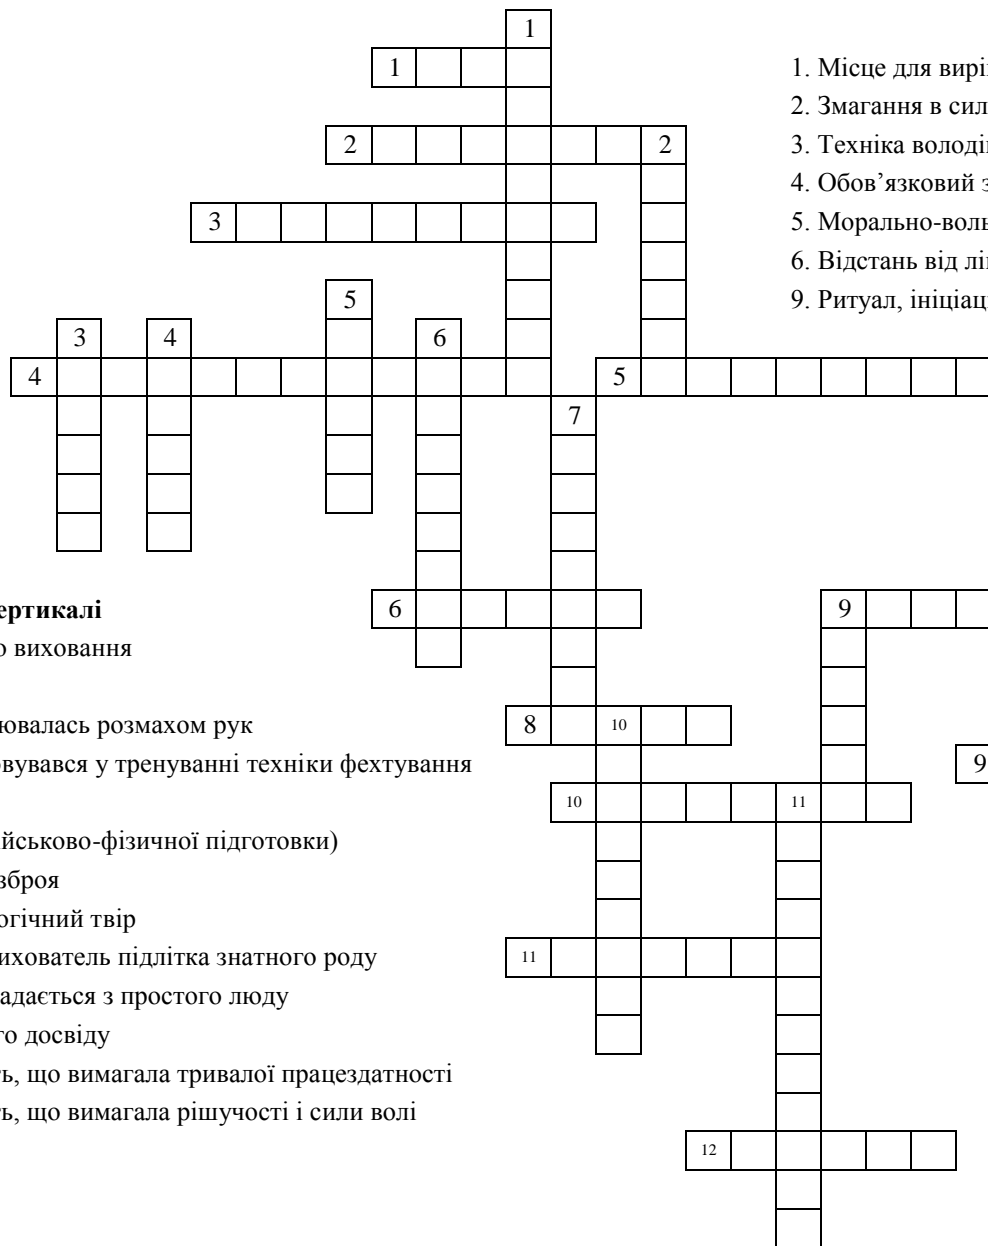 1
1
1. Місце для вирі
2. Змагання в сил
2 2
3. Техніка володі
4. Обов’язковий з
3
5. Морально-воль
6. Відстань від лі
5
9. Ритуал, ініціац
3 4 6
4 5
7
ертикалі
6 9
о виховання
ювалась розмахом рук
8 10
овувався у тренуванні техніки фехтування
9
10 11
ійськово-фізичної підготовки)
зброя
огічний твір
ихователь підлітка знатного роду
11
адається з простого люду
го досвіду
ть, що вимагала тривалої працездатності
ть, що вимагала рішучості і сили волі
12